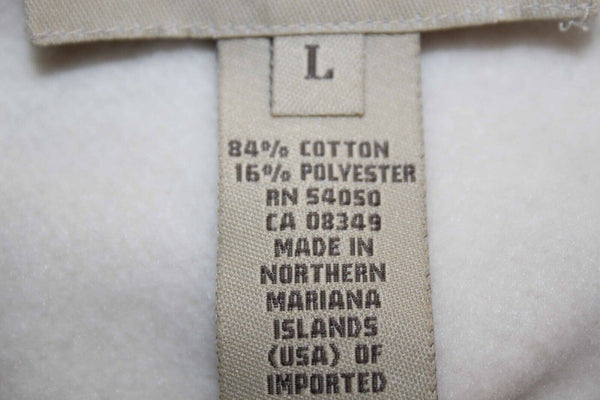 L
84% COTTON
16% POLYESTER
RN 54050
CA 08349
MADE IN
NORTHERN
MARIANA
ISLANDS
(USA) OF
IMPORTED